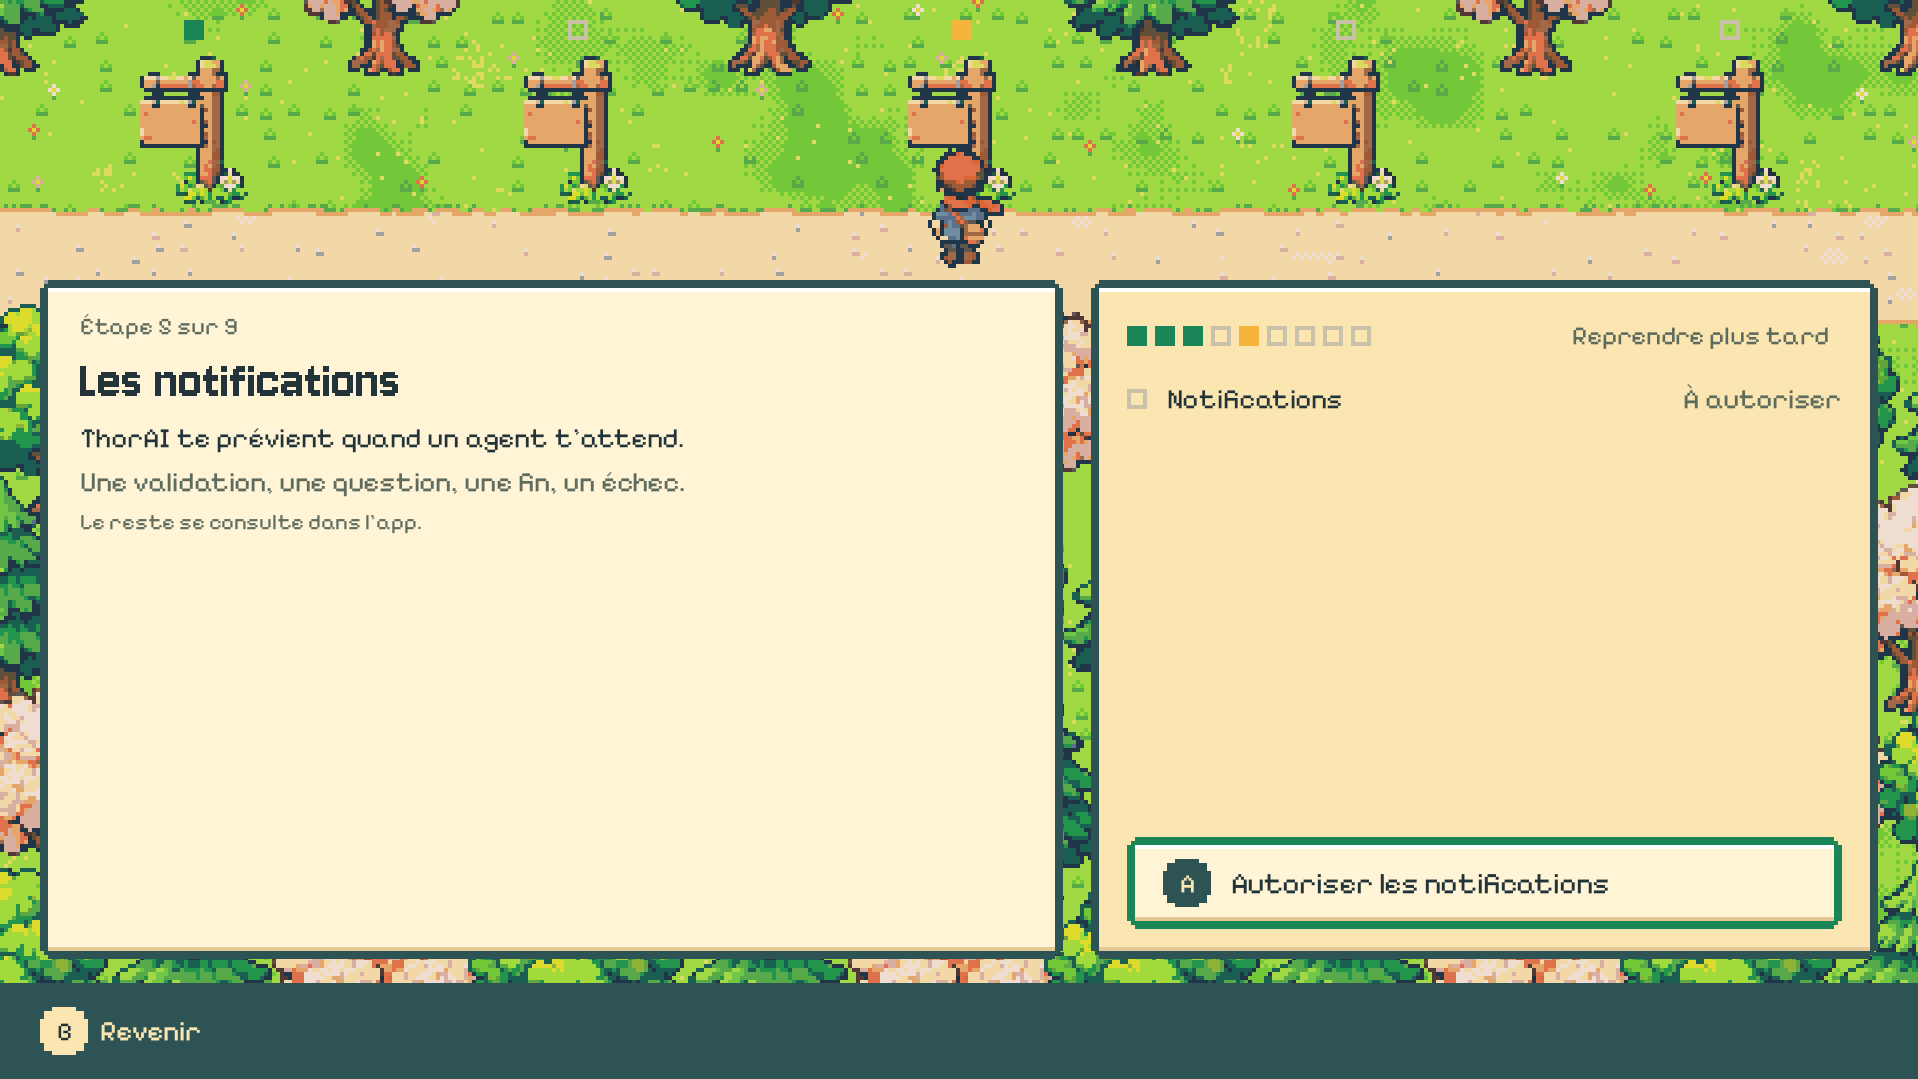 Étape 8 sur 9
Les notifications
ThorAI te prévient quand un agent t'attend.
Une validation, une question, une fin, un échec.
Le reste se consulte dans l'app.
Reprendre plus tard
Notifications
À autoriser
A Autoriser les notifications
B Revenir